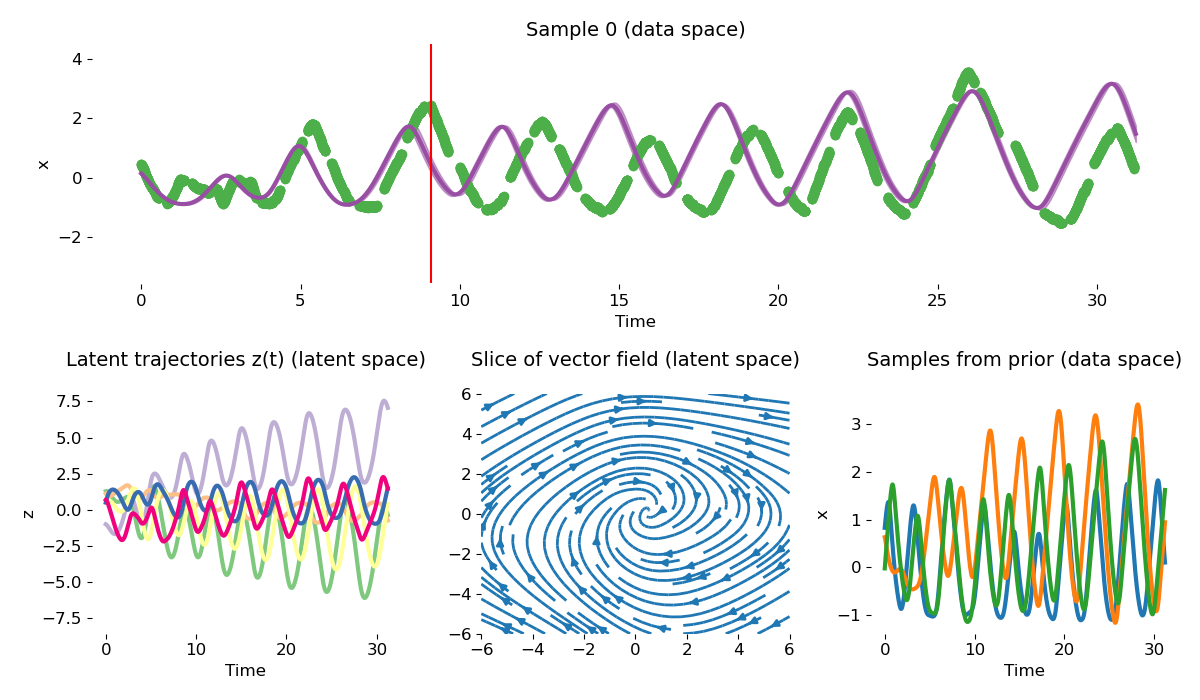 Sample 0 (data space)
4
2
0
−2
x
0 5 10 15 20 25 30
Time
Latent trajectories z(t) (latent space)
7.5
5.0
2.5
0.0
−2.5
−5.0
−7.5
z
0 10 20 30
Time
Slice of vector field (latent space)
6
4
2
0
−2
−4
−6
−6 −4 −2 0 2 4 6
Samples from prior (data space)
3
2
1
0
−1
x
0 10 20 30
Time